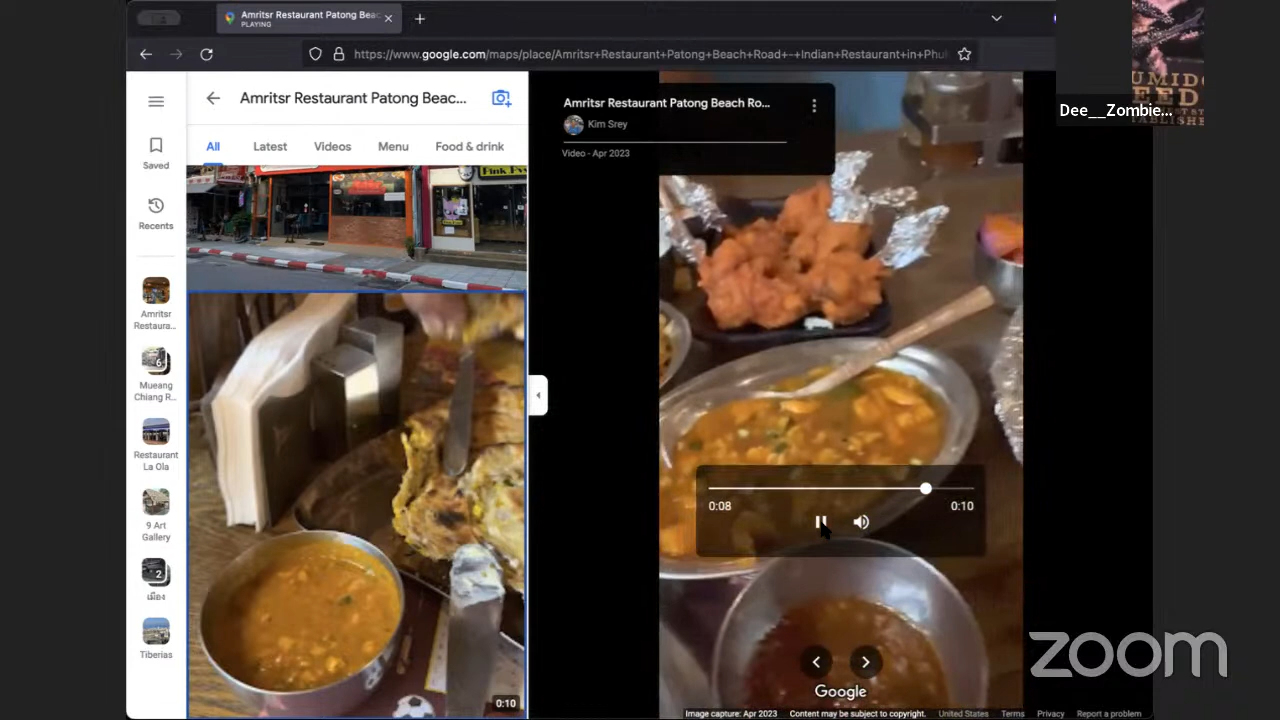 Amritsr Restaurant Patong Beac
PLAYING
https://www.google.com/maps/place/Amritsr+Restaurant+Patong+Beach+Road+-+Indian+Restaurant+in+Phu
Dee__Zombie...
Amritsr Restaurant Patong Beac...
All
Latest
Videos
Menu
Food & drink
Saved
Recents
Amritsr
Restaura...
6
Mueang
Chiang R...
Restaurant
La Ola
9 Art
Gallery
2
เมือง
Tiberias
0:10
Amritsr Restaurant Patong Beach Ro...
Kim Srey
Video - Apr 2023
0:08
0:10
Google
Image capture: Apr 2023
Content may be subject to copyright.
United States
Terms
Privacy
Report a problem
zoom